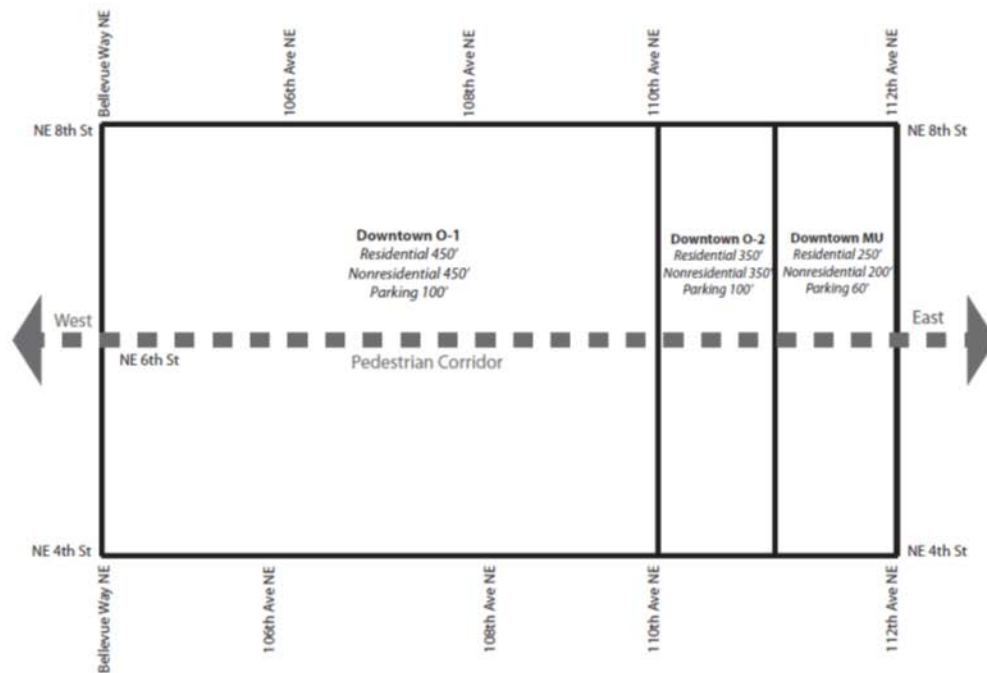 Bellevue Way NE
106th Ave NE
108th Ave NE
110th Ave NE
112th Ave NE
NE 8th St
NE 8th St
Downtown O-1
Residential 450'
Nonresidential 450'
Parking 100'
Downtown O-2
Residential 350'
Nonresidential 350'
Parking 100'
Downtown MU
Residential 250'
Nonresidential 200'
Parking 60'
West
East
NE 6th St
Pedestrian Corridor
NE 4th St
NE 4th St
Bellevue Way NE
106th Ave NE
108th Ave NE
110th Ave NE
112th Ave NE